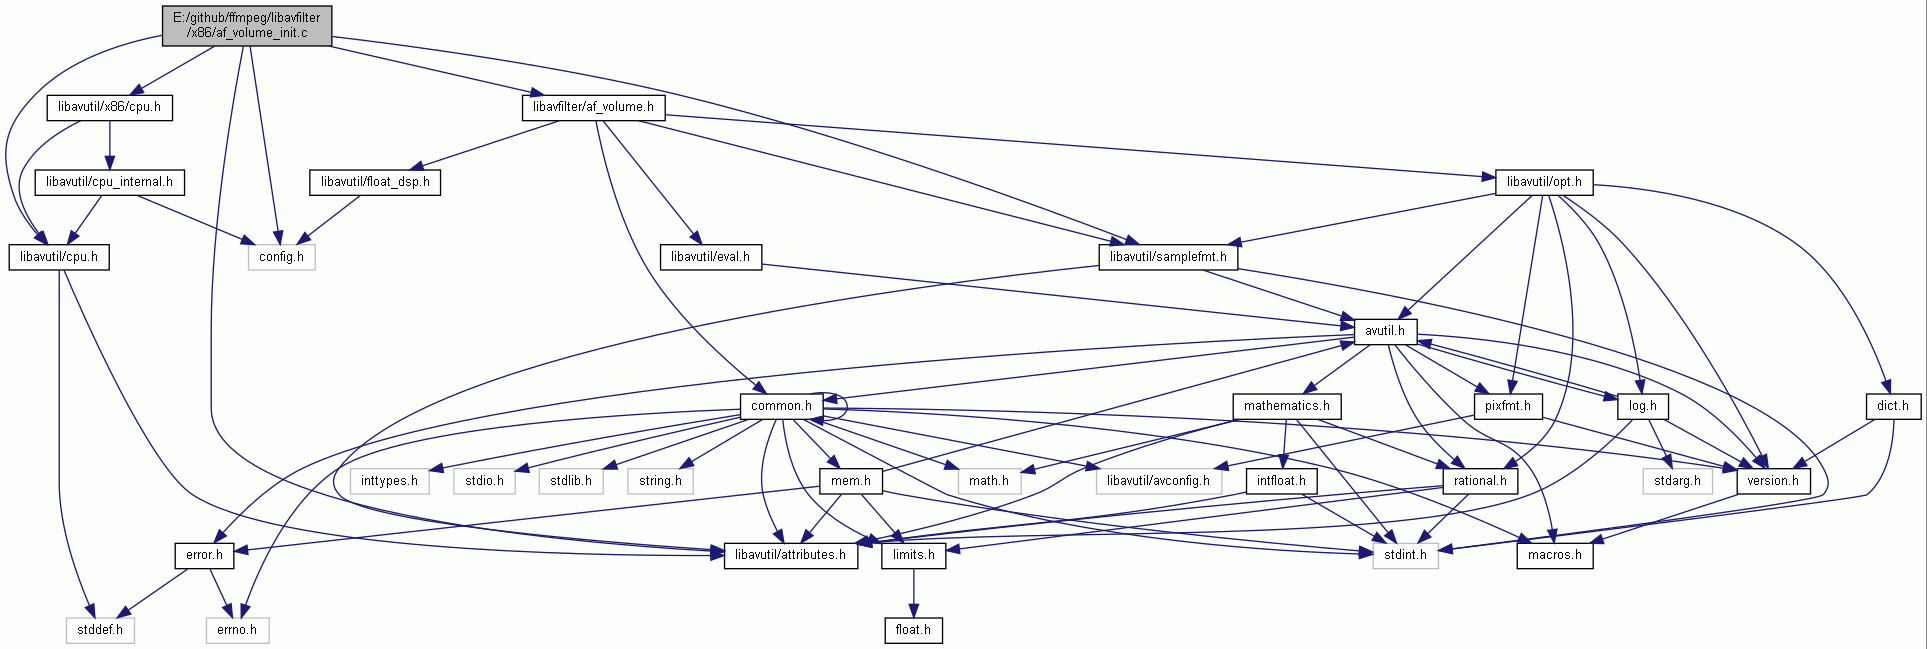 E:/github/ffmpeg/libavfilter
/x86/af_volume_init.c
libavutil/x86/cpu.h
libavfilter/af_volume.h
libavutil/cpu_internal.h
libavutil/float_dsp.h
libavutil/opt.h
libavutil/cpu.h
config.h
libavutil/eval.h
libavutil/samplefmt.h
avutil.h
common.h
mathematics.h
pixfmt.h
log.h
dict.h
inttypes.h
stdio.h
stdlib.h
string.h
mem.h
math.h
libavutil/avconfig.h
intfloat.h
rational.h
stdarg.h
version.h
error.h
libavutil/attributes.h
limits.h
stdint.h
macros.h
stddef.h
errno.h
float.h